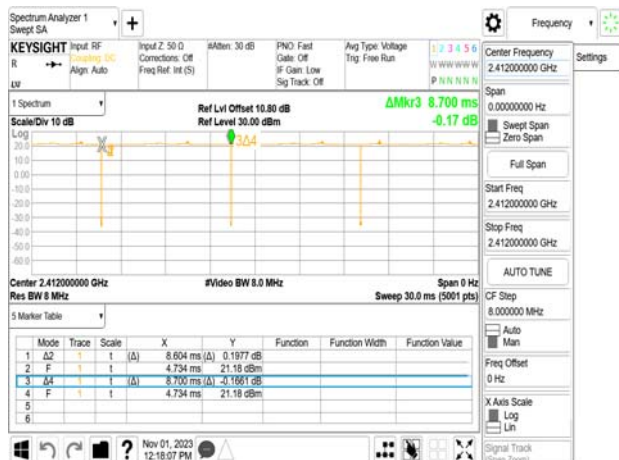 Spectrum Analyzer 1
Swept SA
Frequency
KEYSIGHT
R
Input: RF
Coupling: DC
Align: Auto
Input Z: 50 Ω
Corrections: Off
Freq Ref: Int (S)
#Atten: 30 dB
PNO: Fast
Gate: Off
IF Gain: Low
Sig Track: Off
Avg Type: Voltage
Trig: Free Run
1 2 3 4 5 6
W W W W W W
P N N N N N
Settings
Center Frequency
2.412000000 GHz
Span
0.00000000 Hz
Swept Span
Zero Span
Full Span
Start Freq
2.412000000 GHz
Stop Freq
2.412000000 GHz
AUTO TUNE
CF Step
8.000000 MHz
Auto
Man
Freq Offset
0 Hz
X Axis Scale
Log
Lin
Signal Track
1 Spectrum
Scale/Div 10 dB
Ref Lvl Offset 10.80 dB
Ref Level 30.00 dBm
ΔMkr3 8.700 ms
-0.17 dB
Log
20.0
10.0
0.00
-10.0
-20.0
-30.0
-40.0
-50.0
-60.0
3Δ4
Center 2.412000000 GHz
Res BW 8 MHz
#Video BW 8.0 MHz
Span 0 Hz
Sweep 30.0 ms (5001 pts)
5 Marker Table
Mode Trace Scale X Y Function Function Width Function Value
1 Δ2 1 t (Δ) 8.604 ms (Δ) 0.1977 dB
2 F 1 t 4.734 ms 21.18 dBm
3 Δ4 1 t (Δ) 8.700 ms (Δ) -0.1661 dB
4 F 1 t 4.734 ms 21.18 dBm
5
6
?
Nov 01, 2023
12:18:07 PM